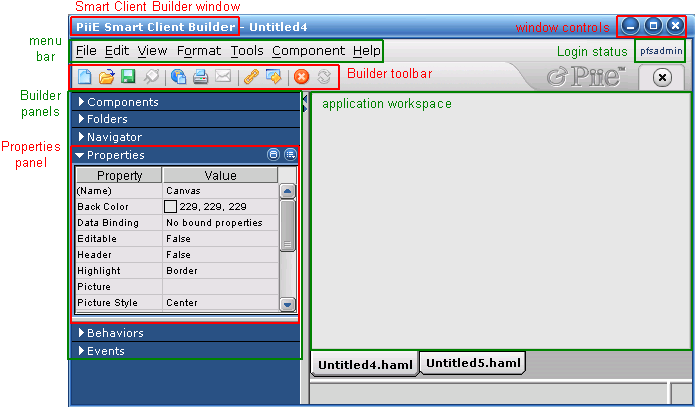 Smart Client Builder window
PiiE Smart Client Builder - Untitled4
window controls
menu bar
File Edit View Format Tools Component Help
Login status
pfsadmin
Builder toolbar
Piie™
Builder panels
Components
application workspace
Folders
Navigator
Properties panel
Properties
Property Value
(Name) Canvas
Back Color 229, 229, 229
Data Binding No bound properties
Editable False
Header False
Highlight Border
Picture
Picture Style Center
Behaviors
Events
Untitled4.haml Untitled5.haml